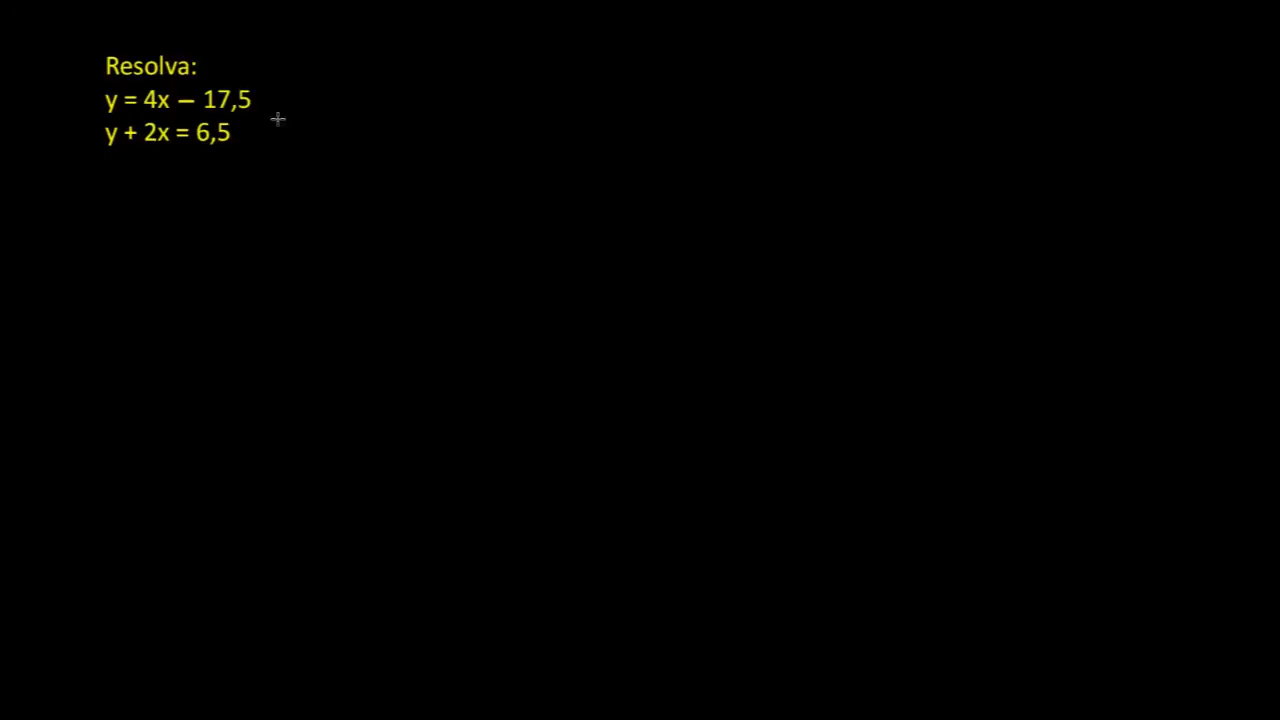 Resolva:
y = 4x – 17,5
y + 2x = 6,5